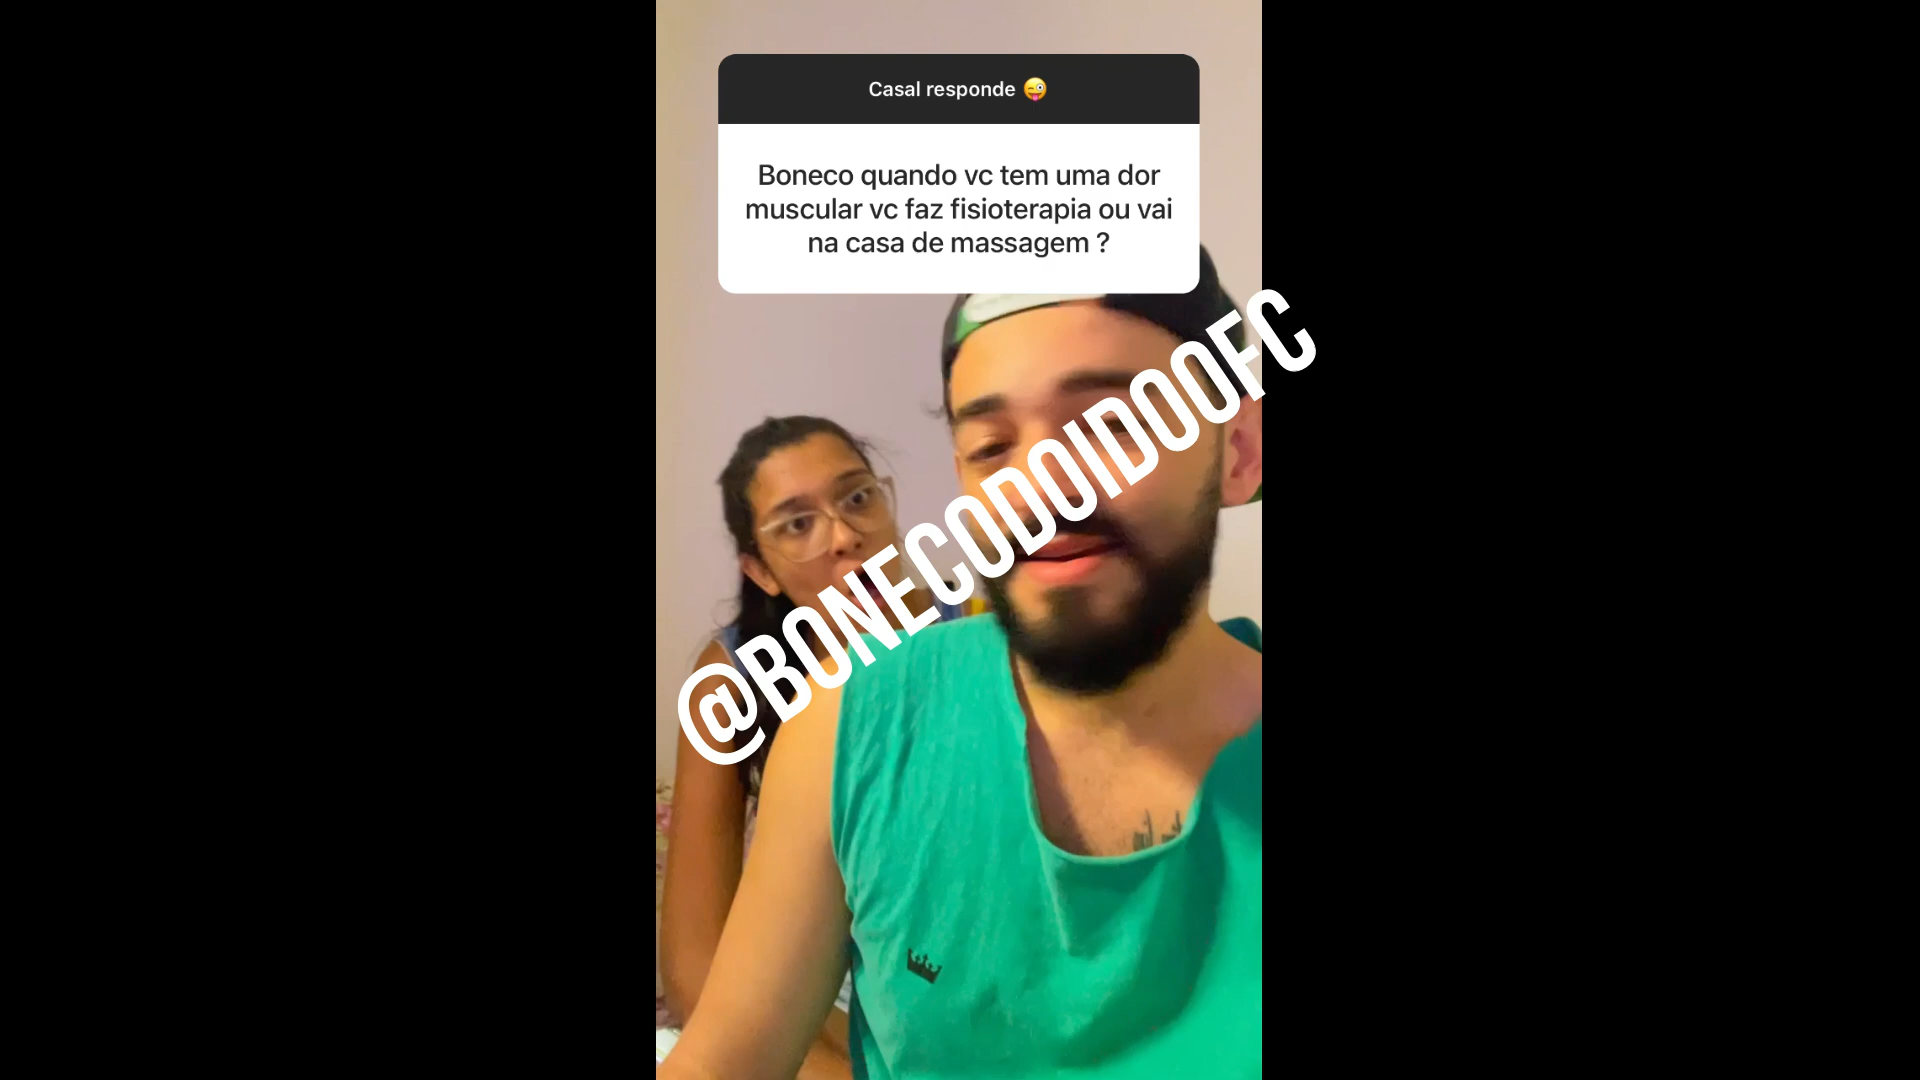 Casal responde 😜
Boneco quando vc tem uma dor
muscular vc faz fisioterapia ou vai
na casa de massagem ?
@BONECODOIDOOFC